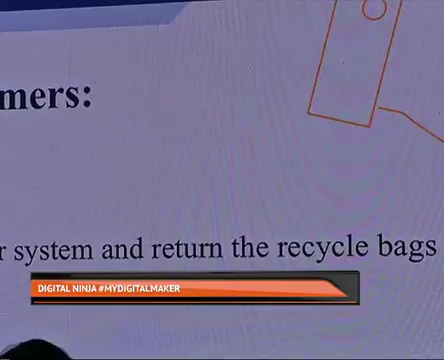 mers:
r system and return the recycle bags
DIGITAL NINJA #MYDIGITALMAKER